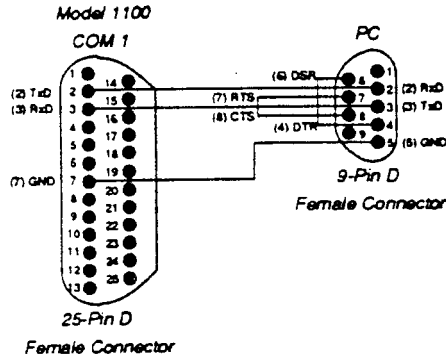 Model 1100
COM 1
PC
1
14
2
15
3
16
4
17
5
18
6
19
7
20
8
21
9
22
10
23
11
24
12
25
13
(2) TxD
(3) RxD
(7) GND
(6) DSR
(7) RTS
(8) CTS
(4) DTR
1
6
2
7
3
8
4
9
5
(2) RxD
(3) TxD
(5) GND
9-Pin D
Female Connector
25-Pin D
Female Connector